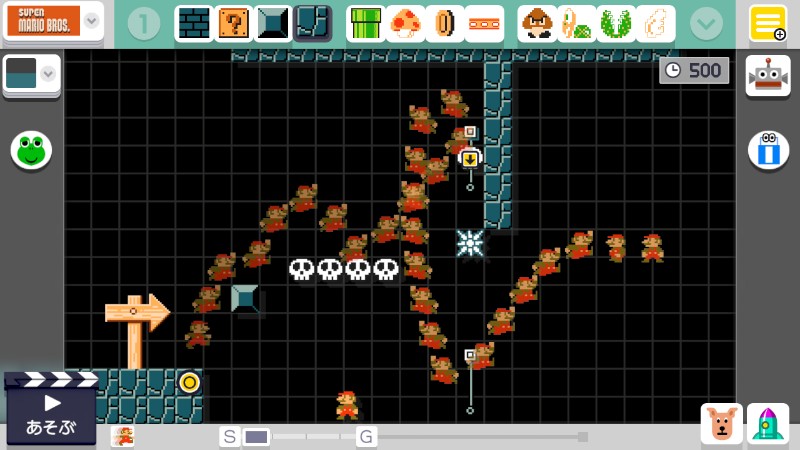 SUPER
MARIO BROS.
1
?
500
あそぶ
S
G